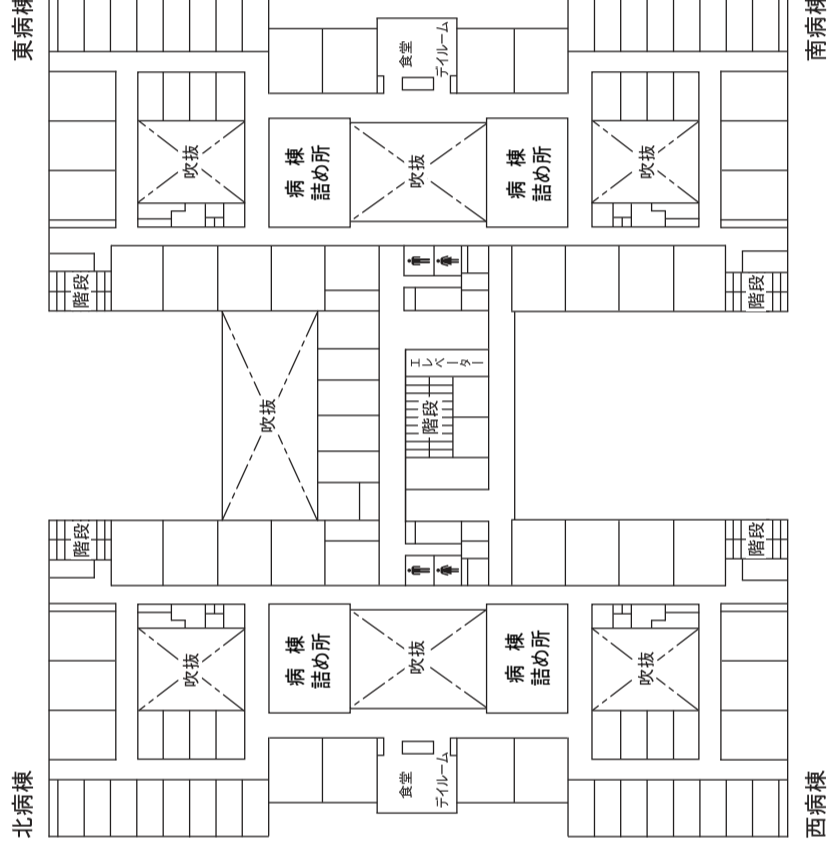 東病棟
南病棟
食堂
デイルーム
吹抜
病棟
詰め所
吹抜
病棟
詰め所
吹抜
階段
階段
エレベーター
吹抜
階段
階段
階段
吹抜
病棟
詰め所
吹抜
病棟
詰め所
吹抜
食堂
デイルーム
北病棟
西病棟